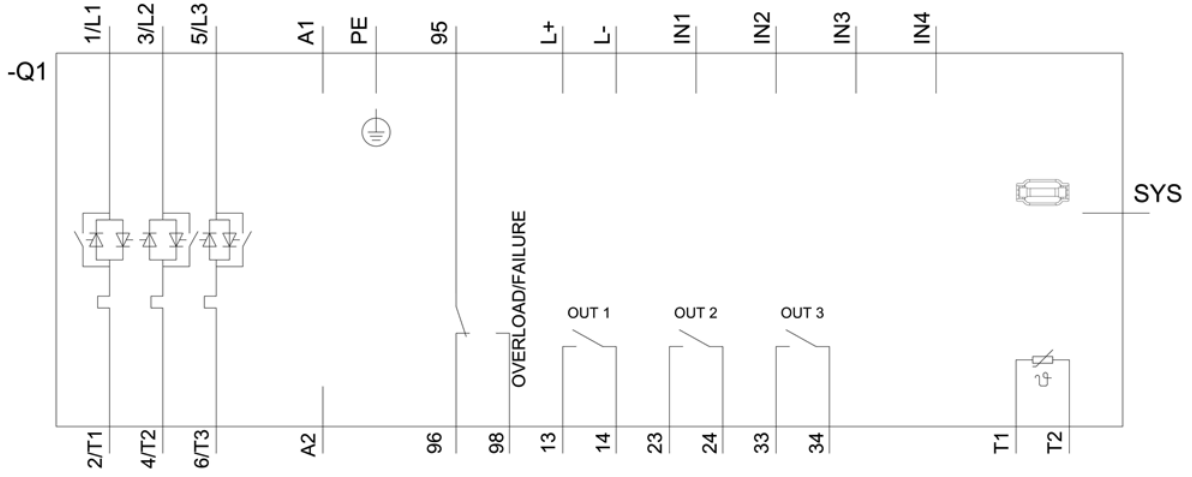 1/L1
3/L2
5/L3
A1
PE
95
L+
L-
IN1
IN2
IN3
IN4
-Q1
SYS
OVERLOAD/FAILURE
OUT 1
OUT 2
OUT 3
ϑ
2/T1
4/T2
6/T3
A2
96
98
13
14
23
24
33
34
T1
T2